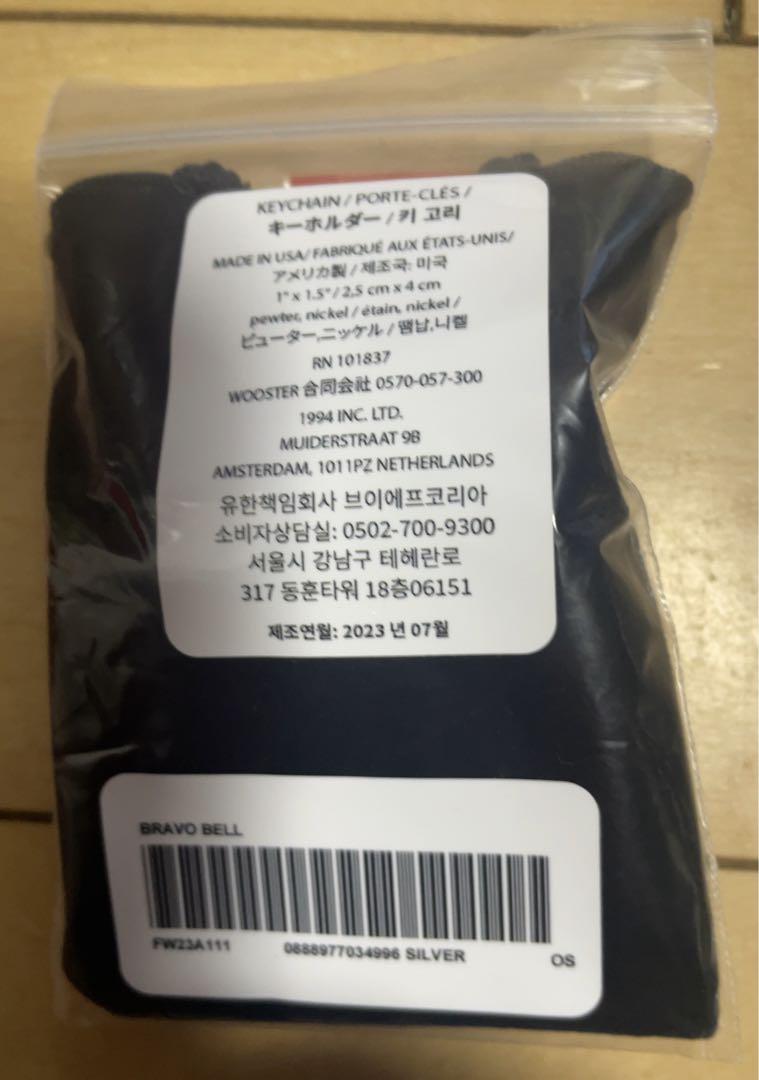 KEYCHAIN / PORTE-CLÉS /
キーホルダー / 키 고리
MADE IN USA/ FABRIQUÉ AUX ÉTATS-UNIS/
アメリカ製 / 제조국: 미국
1" x 1.5" / 2,5 cm x 4 cm
pewter, nickel / étain, nickel /
ピューター,ニッケル / 땜납,니켈
RN 101837
WOOSTER 合同会社 0570-057-300
1994 INC. LTD.
MUIDERSTRAAT 9B
AMSTERDAM, 1011PZ NETHERLANDS
유한책임회사 브이에프코리아
소비자상담실: 0502-700-9300
서울시 강남구 테헤란로
317 동훈타워 18층06151
제조연월: 2023 년 07월
BRAVO BELL
FW23A111 0888977034996 SILVER OS